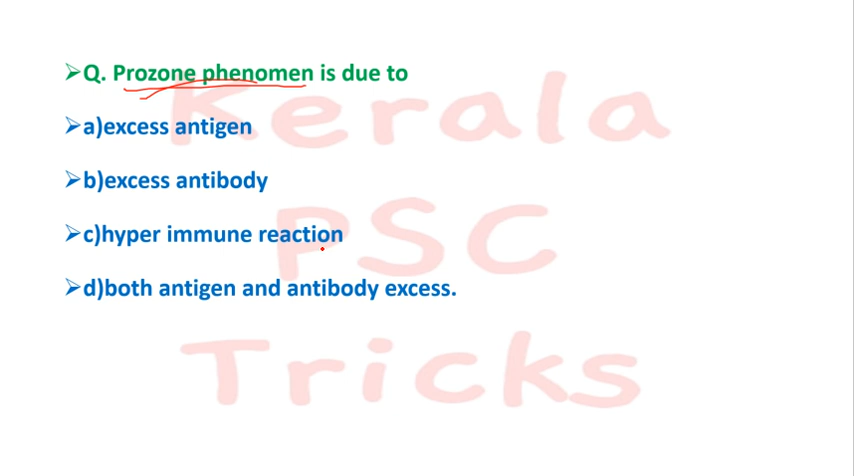 ➢Q. Prozone phenomen is due to
➢a)excess antigen
➢b)excess antibody
➢c)hyper immune reaction
➢d)both antigen and antibody excess.
Kerala
PSC
Tricks